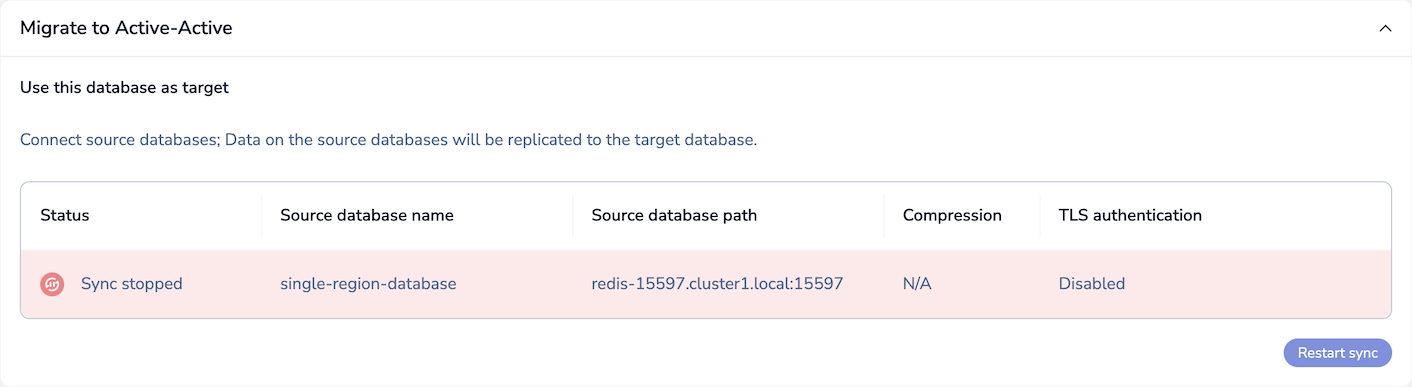 Migrate to Active-Active
Use this database as target
Connect source databases; Data on the source databases will be replicated to the target database.
Status Source database name Source database path Compression TLS authentication
Sync stopped single-region-database redis-15597.cluster1.local:15597 N/A Disabled
Restart sync